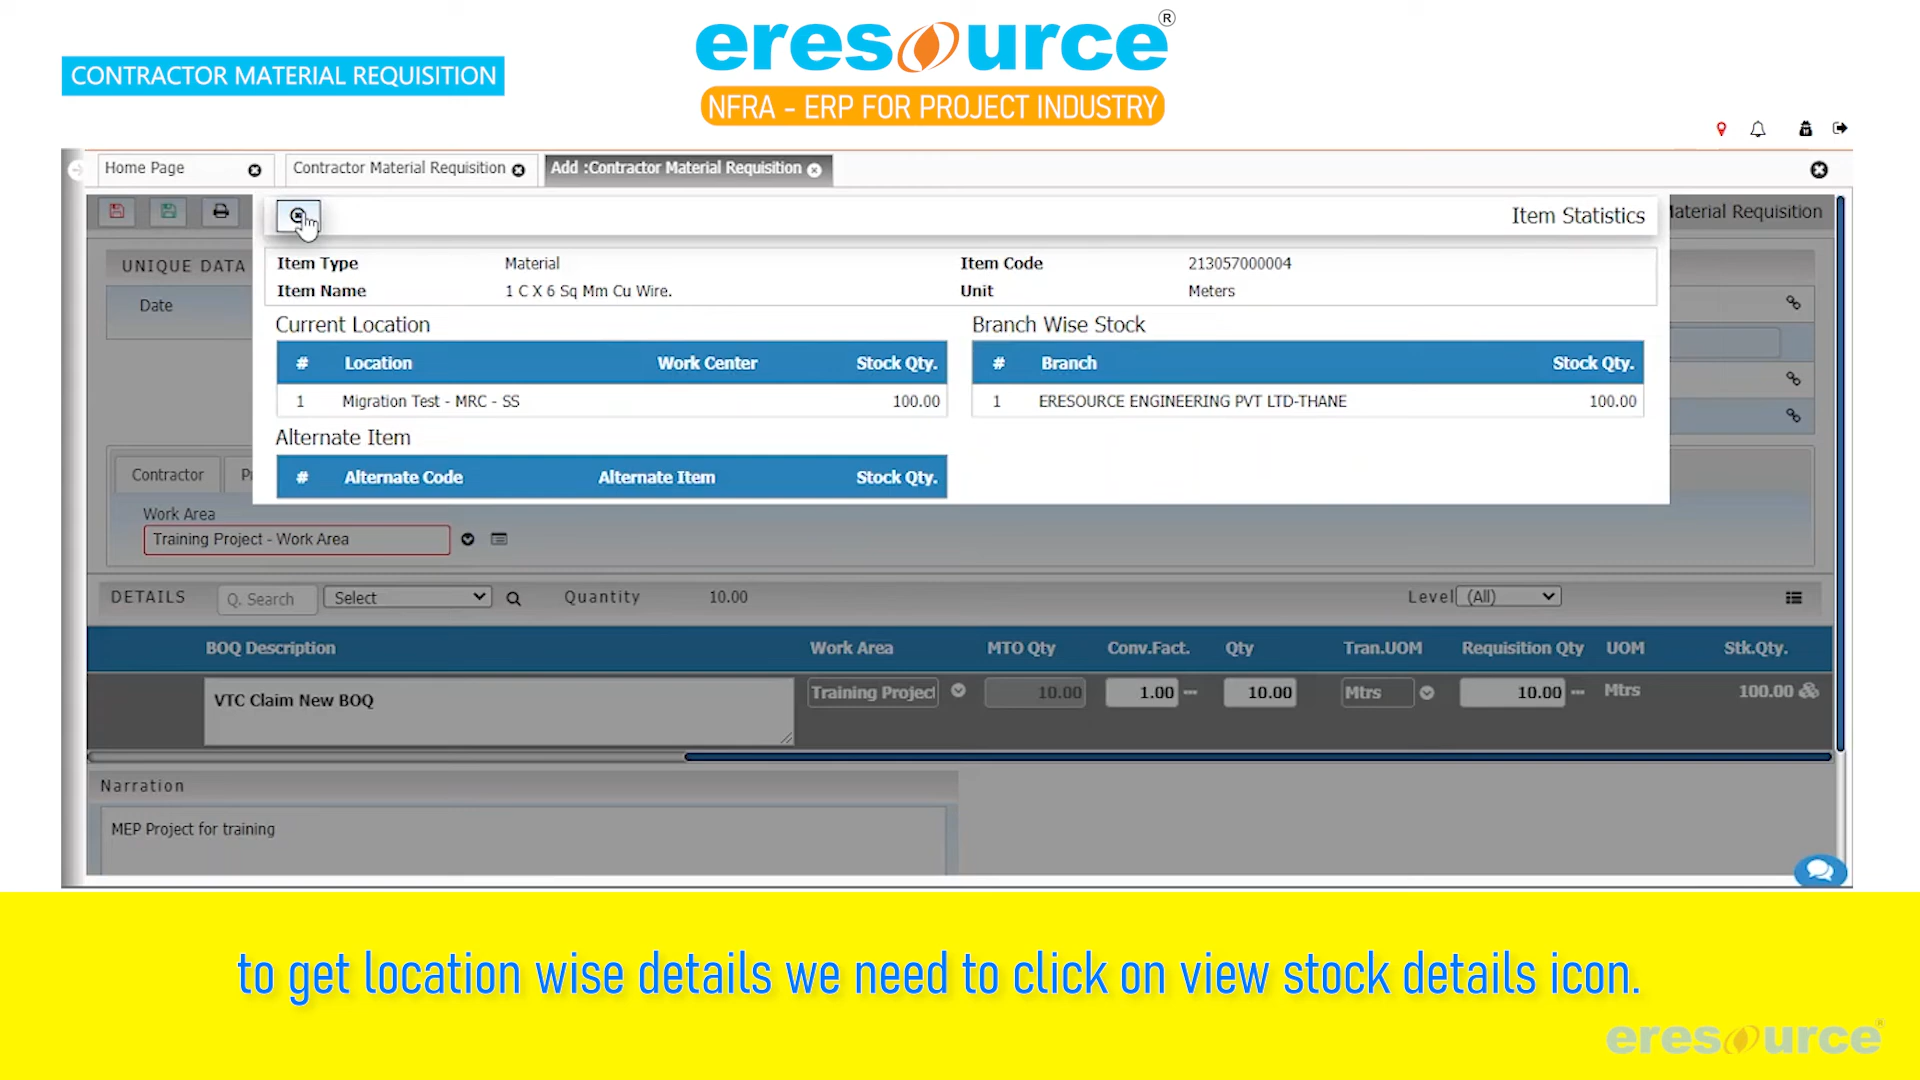 eresource®
CONTRACTOR MATERIAL REQUISITION
NFRA - ERP FOR PROJECT INDUSTRY
Home Page
Contractor Material Requisition
Add :Contractor Material Requisition
Item Statistics
Material Requisition
UNIQUE DATA
Date
Item Type Material Item Code 213057000004
Item Name 1 C X 6 Sq Mm Cu Wire. Unit Meters
Current Location
# Location Work Center Stock Qty.
1 Migration Test - MRC - SS 100.00
Branch Wise Stock
# Branch Stock Qty.
1 ERESOURCE ENGINEERING PVT LTD-THANE 100.00
Alternate Item
# Alternate Code Alternate Item Stock Qty.
Contractor
Work Area
Training Project - Work Area
DETAILS Q. Search Select Quantity 10.00 Level (All)
BOQ Description Work Area MTO Qty Conv.Fact. Qty Tran.UOM Requisition Qty UOM Stk.Qty.
VTC Claim New BOQ Training Project 10.00 1.00 10.00 Mtrs 10.00 Mtrs 100.00
Narration
MEP Project for training
to get location wise details we need to click on view stock details icon.
eresource®